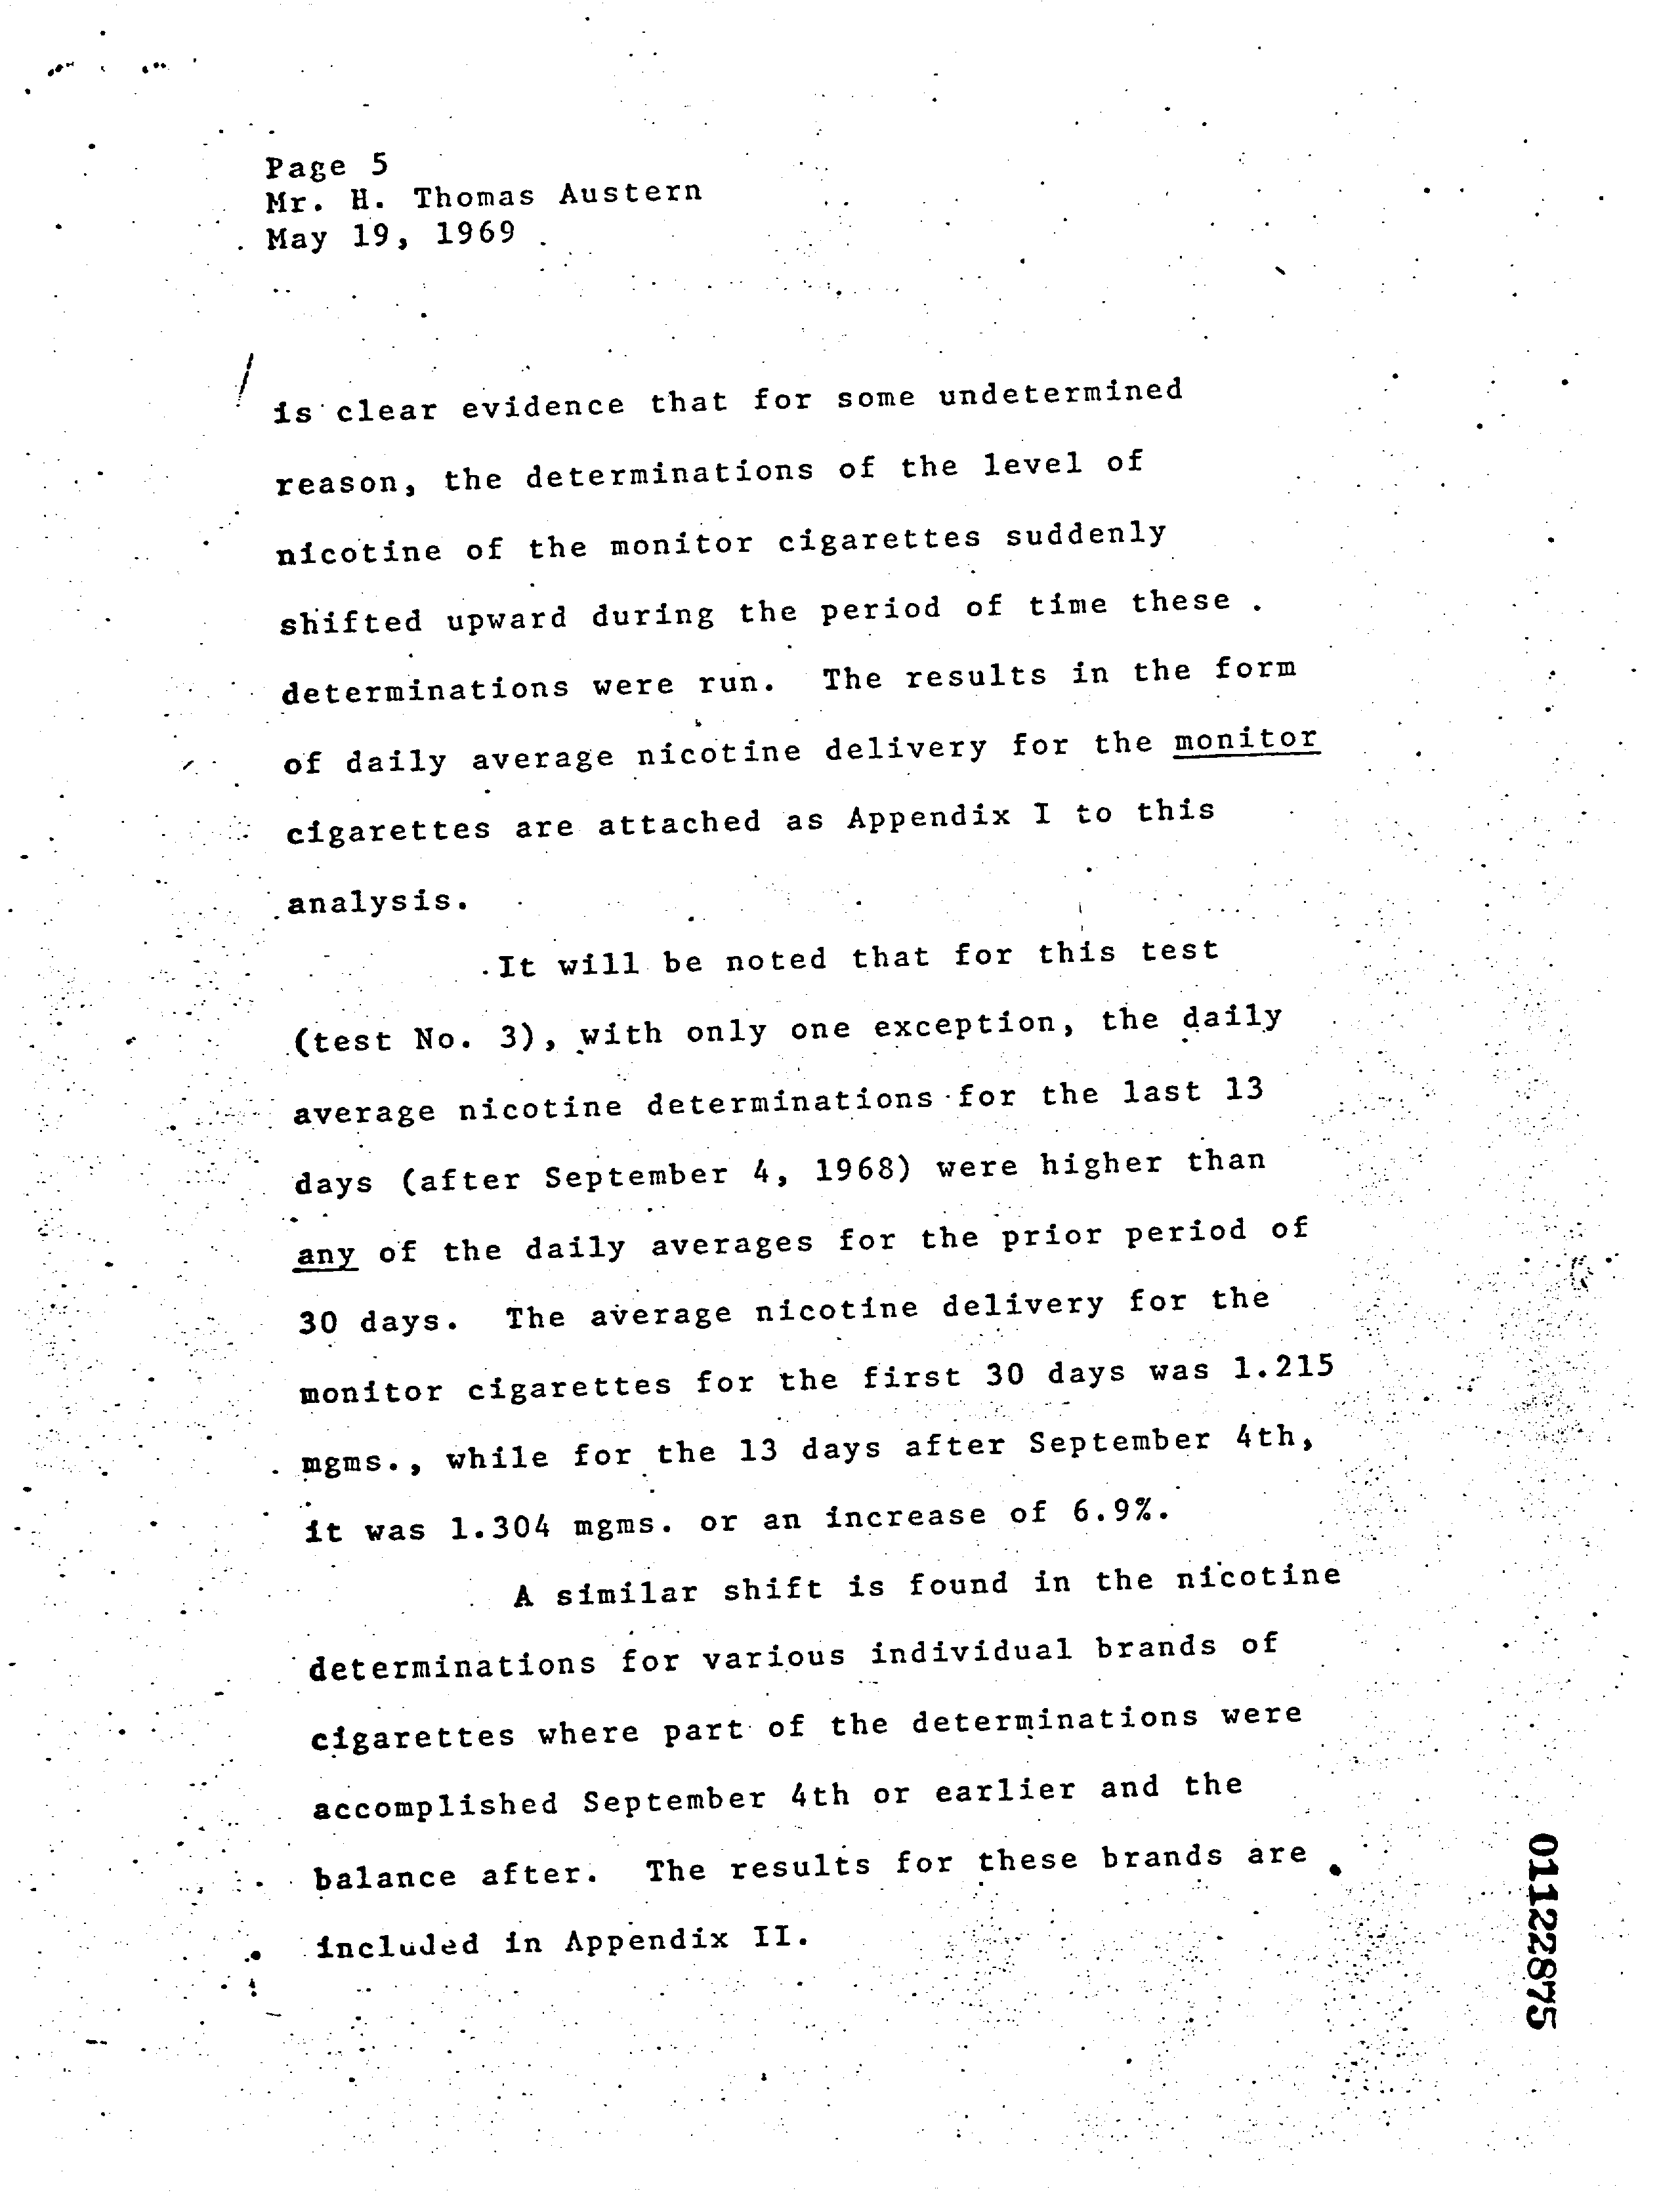 Page 5
Mr. H. Thomas Austern
May 19, 1969
is clear evidence that for some undetermined
reason, the determinations of the level of
nicotine of the monitor cigarettes suddenly
shifted upward during the period of time these
determinations were run. The results in the form
of daily average nicotine delivery for the monitor
cigarettes are attached as Appendix I to this
analysis.
It will be noted that for this test
(test No. 3), with only one exception, the daily
average nicotine determinations for the last 13
days (after September 4, 1968) were higher than
any of the daily averages for the prior period of
30 days. The average nicotine delivery for the
monitor cigarettes for the first 30 days was 1.215
mgms., while for the 13 days after September 4th,
it was 1.304 mgms. or an increase of 6.9%.
A similar shift is found in the nicotine
determinations for various individual brands of
cigarettes where part of the determinations were
accomplished September 4th or earlier and the
balance after. The results for these brands are
included in Appendix II.
01122875